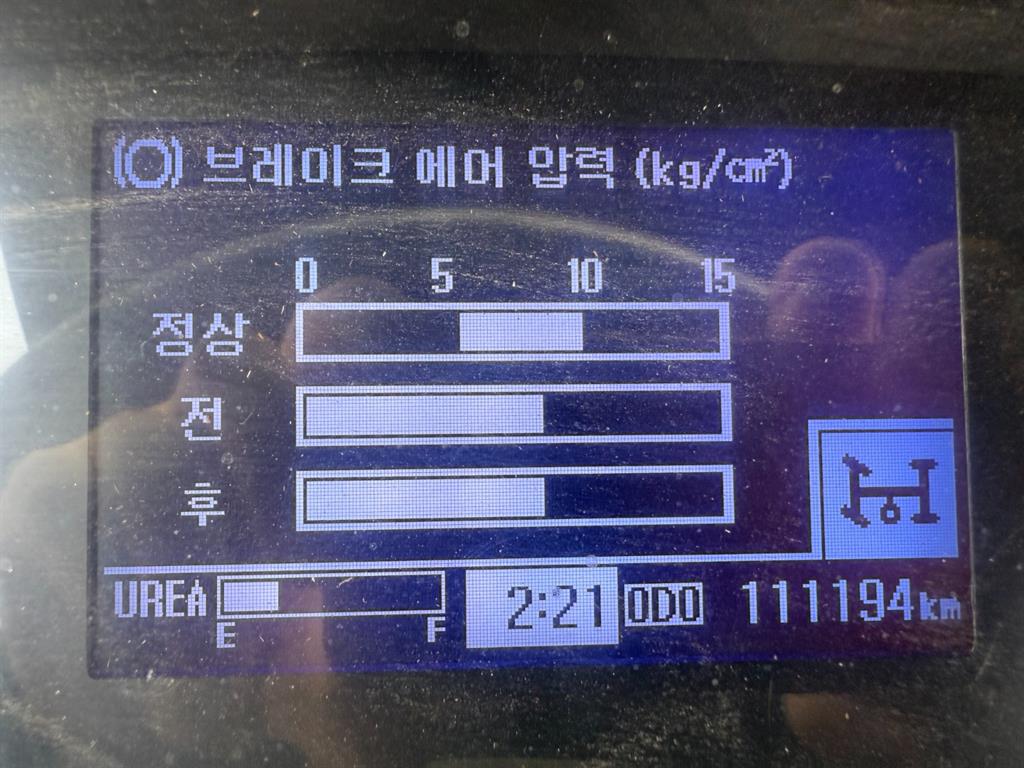 (O) 브레이크 에어 압력 (kg/cm²)
0 5 10 15
정상
전
후
UREA E F 2:21 ODO 111194km